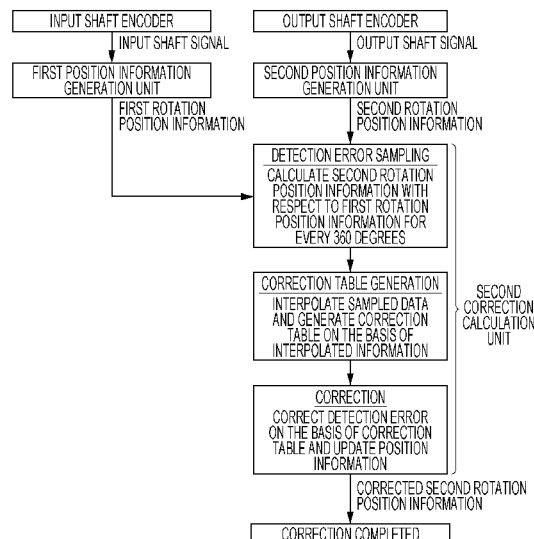 INPUT SHAFT ENCODER
OUTPUT SHAFT ENCODER
INPUT SHAFT SIGNAL
OUTPUT SHAFT SIGNAL
FIRST POSITION INFORMATION
GENERATION UNIT
SECOND POSITION INFORMATION
GENERATION UNIT
FIRST ROTATION
POSITION INFORMATION
SECOND ROTATION
POSITION INFORMATION
DETECTION ERROR SAMPLING
CALCULATE SECOND ROTATION
POSITION INFORMATION WITH
RESPECT TO FIRST ROTATION
POSITION INFORMATION FOR
EVERY 360 DEGREES
CORRECTION TABLE GENERATION
INTERPOLATE SAMPLED DATA
AND GENERATE CORRECTION
TABLE ON THE BASIS OF
INTERPOLATED INFORMATION
SECOND
CORRECTION
CALCULATION
UNIT
CORRECTION
CORRECT DETECTION ERROR
ON THE BASIS OF CORRECTION
TABLE AND UPDATE POSITION
INFORMATION
CORRECTED SECOND ROTATION
POSITION INFORMATION
CORRECTION COMPLETED